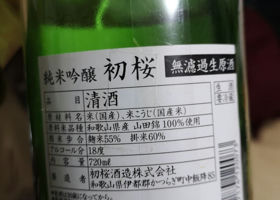 純米吟醸 初桜 無濾過生原酒
品目 清酒
原材料名 米(国産)、米こうじ(国産米)
原料米品種 和歌山県産 山田錦100%使用
精米歩合 麹米55% 掛米60%
アルコール分 18度
内容量 720ml
製造者 初桜酒造株式会社
和歌山県伊都郡かつらぎ町中飯降85